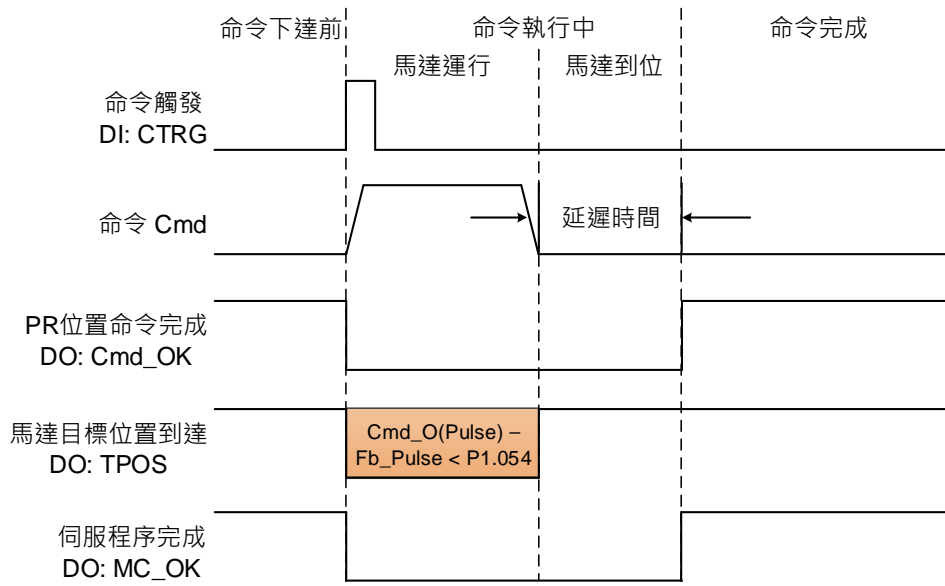 命令下達前
命令執行中
命令完成
馬達運行
馬達到位
命令觸發
DI: CTRG
命令 Cmd
延遲時間
PR位置命令完成
DO: Cmd_OK
馬達目標位置到達
DO: TPOS
Cmd_O(Pulse) –
Fb_Pulse < P1.054
伺服程序完成
DO: MC_OK